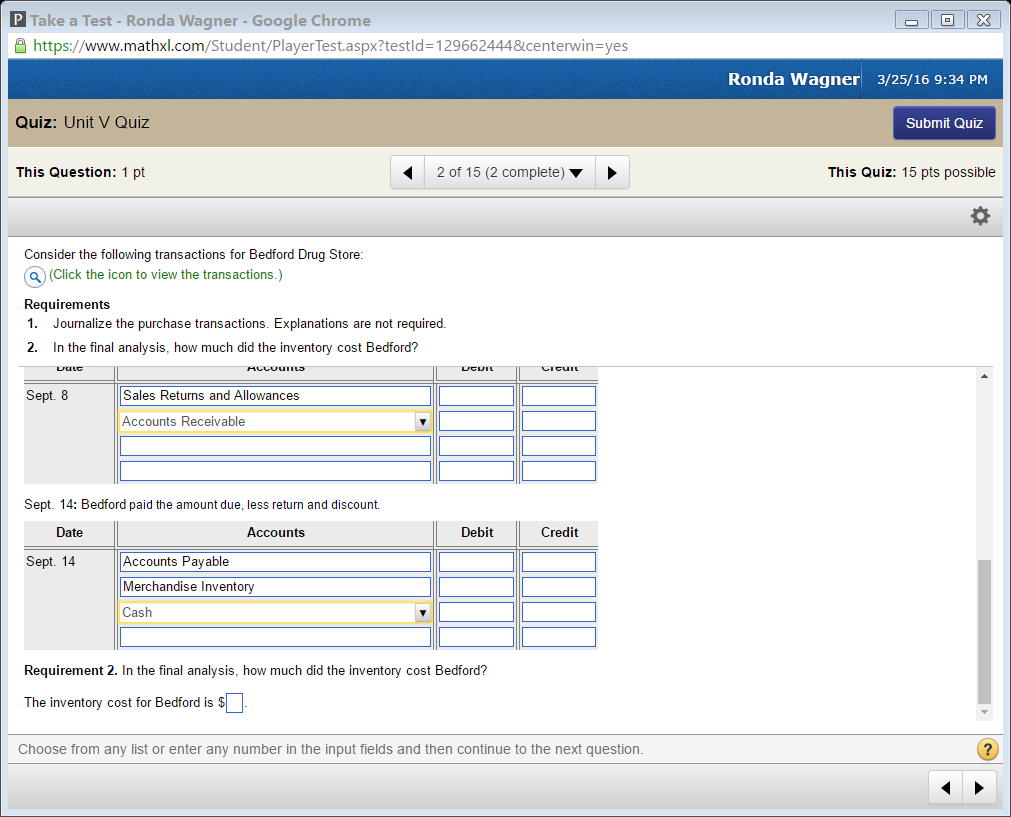 P Take a Test - Ronda Wagner - Google Chrome
https://www.mathxl.com/Student/PlayerTest.aspx?testId=129662444&centerwin=yes
Ronda Wagner 3/25/16 9:34 PM
Quiz: Unit V Quiz Submit Quiz
This Question: 1 pt 2 of 15 (2 complete) This Quiz: 15 pts possible
Consider the following transactions for Bedford Drug Store:
(Click the icon to view the transactions.)
Requirements
1. Journalize the purchase transactions. Explanations are not required.
2. In the final analysis, how much did the inventory cost Bedford?
Date Accounts Debit Credit
Sept. 8 Sales Returns and Allowances
Accounts Receivable
Sept. 14: Bedford paid the amount due, less return and discount.
Date Accounts Debit Credit
Sept. 14 Accounts Payable
Merchandise Inventory
Cash
Requirement 2. In the final analysis, how much did the inventory cost Bedford?
The inventory cost for Bedford is $ .
Choose from any list or enter any number in the input fields and then continue to the next question. ?